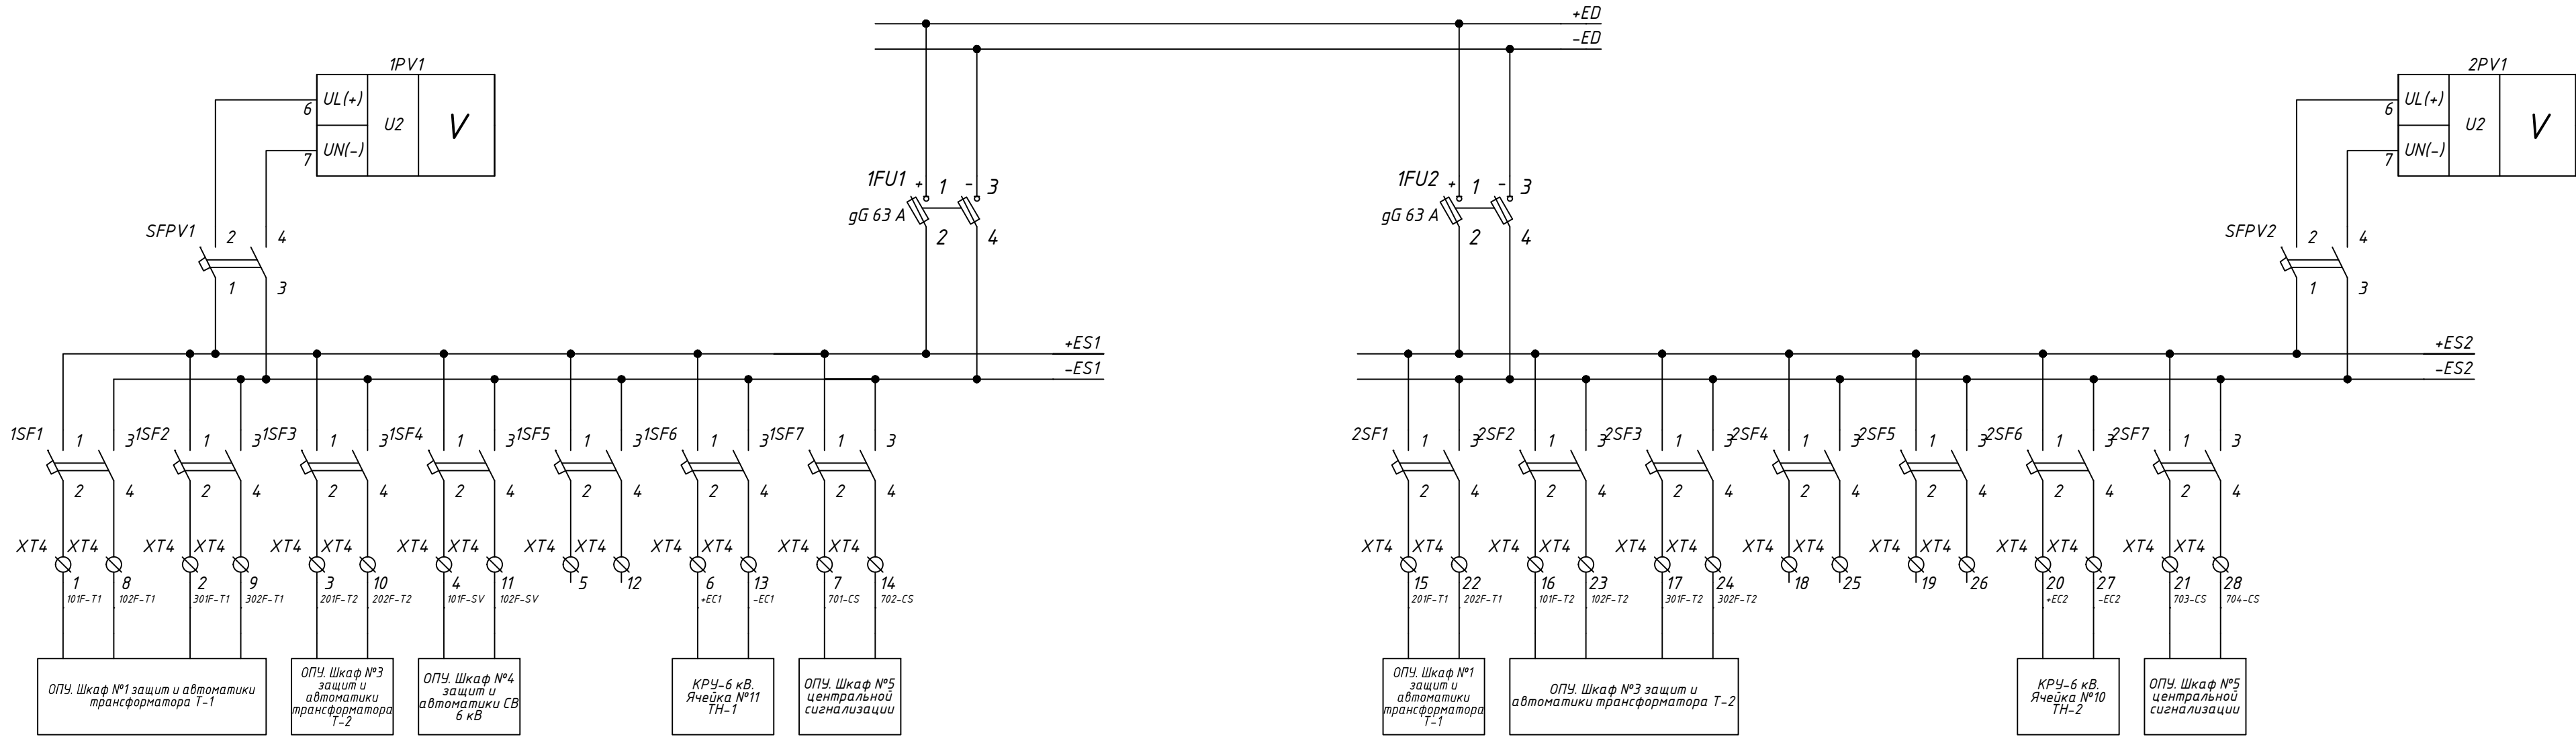 +ED
-ED
1PV1
6 UL(+)
U2
V
7 UN(-)
2PV1
6 UL(+)
U2
V
7 UN(-)
1FU1 + 1 - 3
gG 63 A
2 4
1FU2 + 1 - 3
gG 63 A
2 4
SFPV1 2 4
1 3
SFPV2 2 4
1 3
+ES1
-ES1
+ES2
-ES2
1SF1 1 3 1SF2 1 3 1SF3 1 3 1SF4 1 3 1SF5 1 3 1SF6 1 3 1SF7 1 3
2 4 2 4 2 4 2 4 2 4 2 4 2 4
XT4 XT4 XT4 XT4 XT4 XT4 XT4 XT4 XT4 XT4 XT4 XT4 XT4
1 8 2 9 3 10 4 11 5 12 6 13 7 14
101F-T1 102F-T1 301F-T1 302F-T1 201F-T2 202F-T2 101F-SV 102F-SV +EC1 -EC1 701-CS 702-CS
ОПУ. Шкаф №1 защит и автоматики
трансформатора Т-1
ОПУ. Шкаф №3
защит и
автоматики
трансформатора
Т-2
ОПУ. Шкаф №4
защит и
автоматики СВ
6 кВ
КРУ-6 кВ.
Ячейка №11
ТН-1
ОПУ. Шкаф №5
центральной
сигнализации
2SF1 1 3 2SF2 1 3 2SF3 1 3 2SF4 1 3 2SF5 1 3 2SF6 1 3 2SF7 1 3
2 4 2 4 2 4 2 4 2 4 2 4 2 4
XT4 XT4 XT4 XT4 XT4 XT4 XT4 XT4 XT4 XT4 XT4 XT4 XT4
15 22 16 23 17 24 18 25 19 26 20 27 21 28
201F-T1 202F-T1 101F-T2 102F-T2 301F-T2 302F-T2 +EC2 -EC2 703-CS 704-CS
ОПУ. Шкаф №1
защит и
автоматики
трансформатора
Т-1
ОПУ. Шкаф №3 защит и
автоматики трансформатора Т-2
КРУ-6 кВ.
Ячейка №10
ТН-2
ОПУ. Шкаф №5
центральной
сигнализации